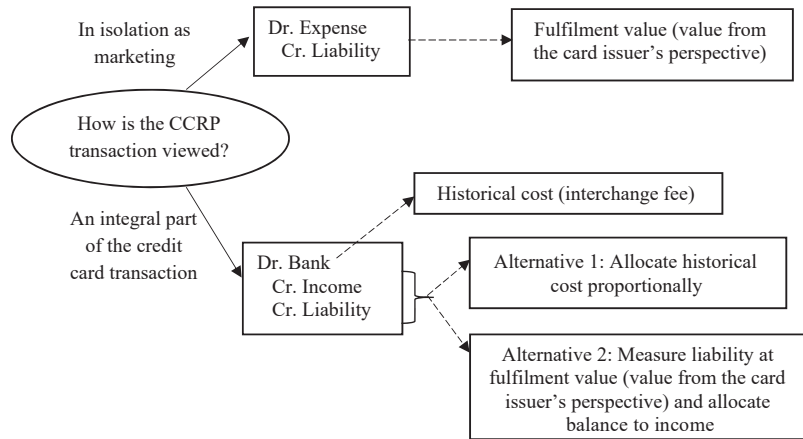 In isolation as
marketing
Dr. Expense
Cr. Liability
Fulfilment value (value from
the card issuer's perspective)
How is the CCRP
transaction viewed?
An integral part
of the credit
card transaction
Historical cost (interchange fee)
Dr. Bank
Cr. Income
Cr. Liability
Alternative 1: Allocate historical
cost proportionally
Alternative 2: Measure liability at
fulfilment value (value from the card
issuer's perspective) and allocate
balance to income